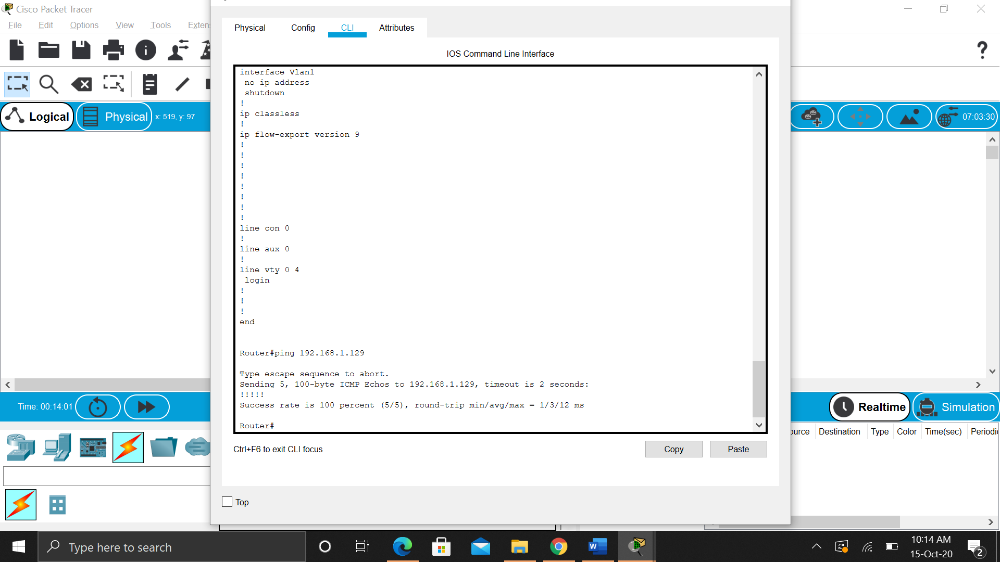 Cisco Packet Tracer
File Edit Options View Tools Exten
Physical Config CLI Attributes
IOS Command Line Interface
interface Vlan1
 no ip address
 shutdown
!
ip classless
!
ip flow-export version 9
!
!
!
!
!
!
!
!
line con 0
!
line aux 0
!
line vty 0 4
 login
!
!
!
end
Router#ping 192.168.1.129
Type escape sequence to abort.
Sending 5, 100-byte ICMP Echos to 192.168.1.129, timeout is 2 seconds:
!!!!!
Success rate is 100 percent (5/5), round-trip min/avg/max = 1/3/12 ms
Router#
Ctrl+F6 to exit CLI focus
Copy Paste
Top
Logical Physical x: 519, y: 97
07:03:30
Time: 00:14:01
Realtime Simulation
ource Destination Type Color Time(sec) Periodi
Type here to search
10:14 AM
15-Oct-20
2